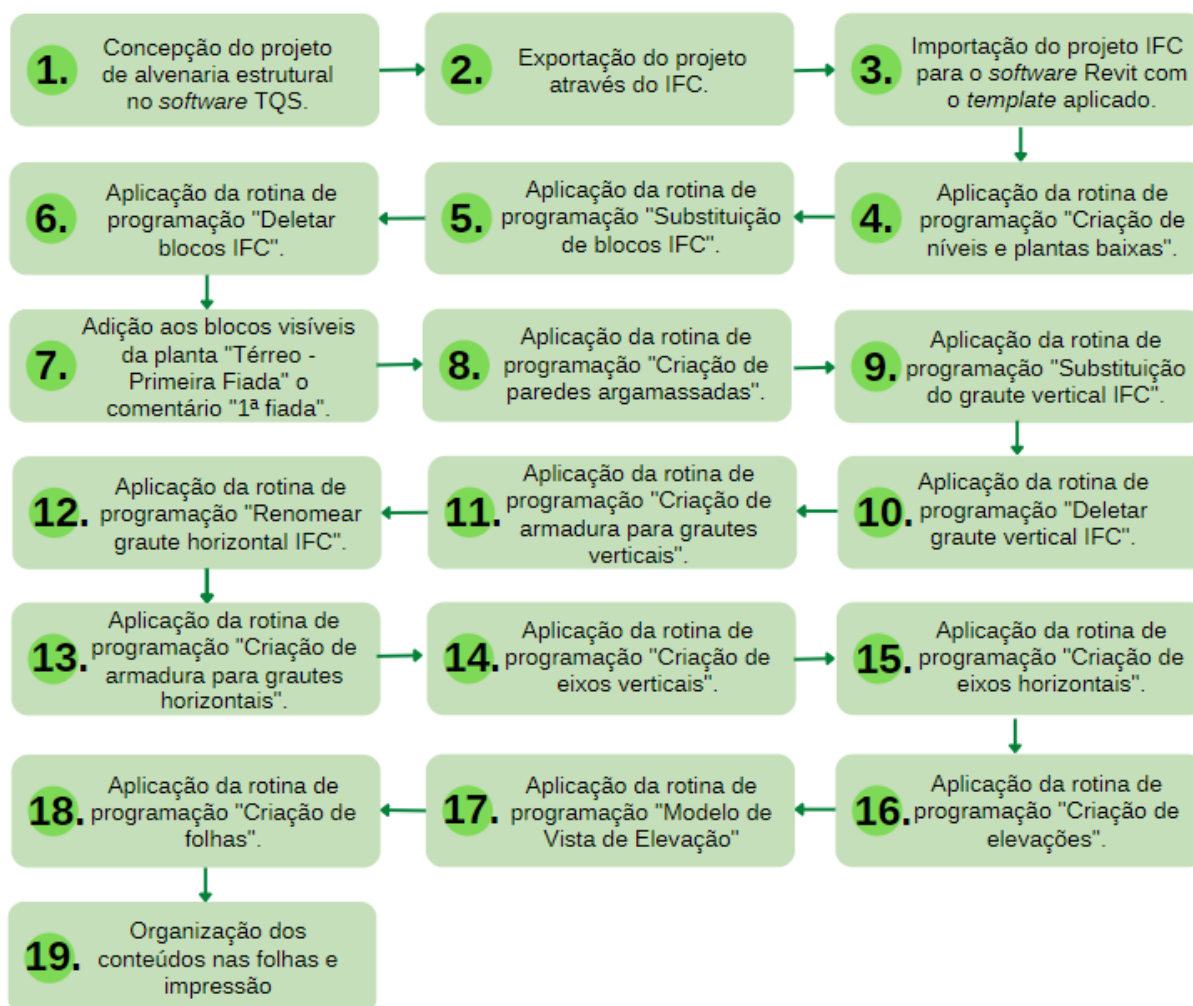 1.
Concepção do projeto
de alvenaria estrutural
no software TQS.
2.
Exportação do projeto
através do IFC.
3.
Importação do projeto IFC
para o software Revit com
o template aplicado.
4.
Aplicação da rotina de
programação "Criação de
níveis e plantas baixas".
5.
Aplicação da rotina de
programação "Substituição
de blocos IFC".
6.
Aplicação da rotina de
programação "Deletar
blocos IFC".
7.
Adição aos blocos visíveis
da planta "Térreo -
Primeira Fiada" o
comentário "1ª fiada".
8.
Aplicação da rotina de
programação "Criação de
paredes argamassadas".
9.
Aplicação da rotina de
programação "Substituição
do graute vertical IFC".
10.
Aplicação da rotina de
programação "Deletar
graute vertical IFC".
11.
Aplicação da rotina de
programação "Criação de
armadura para grautes
verticais".
12.
Aplicação da rotina de
programação "Renomear
graute horizontal IFC".
13.
Aplicação da rotina de
programação "Criação de
armadura para grautes
horizontais".
14.
Aplicação da rotina de
programação "Criação de
eixos verticais".
15.
Aplicação da rotina de
programação "Criação de
eixos horizontais".
16.
Aplicação da rotina de
programação "Criação de
elevações".
17.
Aplicação da rotina de
programação "Modelo de
Vista de Elevação"
18.
Aplicação da rotina de
programação "Criação de
folhas".
19.
Organização dos
conteúdos nas folhas e
impressão